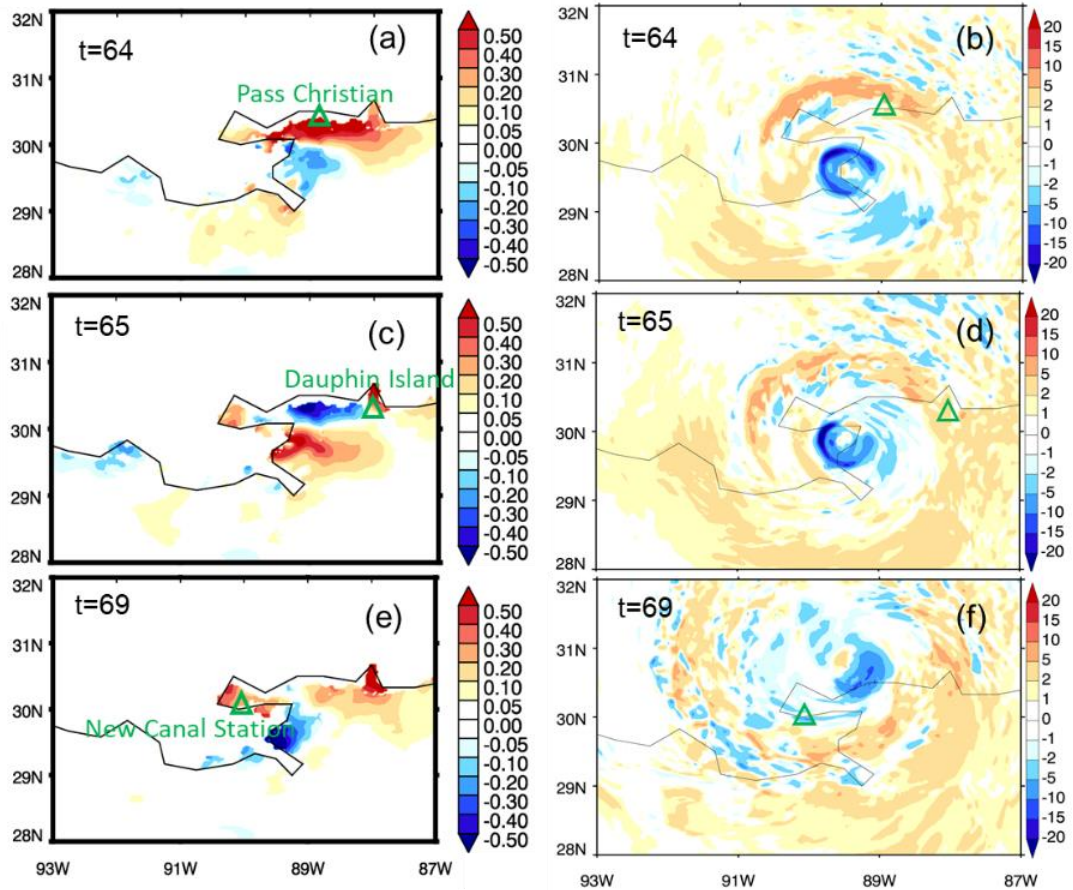 t=64
(a)
Pass Christian
32N
31N
30N
29N
28N
0.50
0.40
0.30
0.20
0.10
0.05
0.00
-0.05
-0.10
-0.20
-0.30
-0.40
-0.50
t=64
(b)
32N
31N
30N
29N
28N
20
15
10
5
2
1
0
-1
-2
-5
-10
-15
-20
t=65
(c)
Dauphin Island
32N
31N
30N
29N
28N
0.50
0.40
0.30
0.20
0.10
0.05
0.00
-0.05
-0.10
-0.20
-0.30
-0.40
-0.50
t=65
(d)
32N
31N
30N
29N
28N
20
15
10
5
2
1
0
-1
-2
-5
-10
-15
-20
t=69
(e)
New Canal Station
32N
31N
30N
29N
28N
0.50
0.40
0.30
0.20
0.10
0.05
0.00
-0.05
-0.10
-0.20
-0.30
-0.40
-0.50
93W 91W 89W 87W
t=69
(f)
32N
31N
30N
29N
28N
20
15
10
5
2
1
0
-1
-2
-5
-10
-15
-20
93W 91W 89W 87W